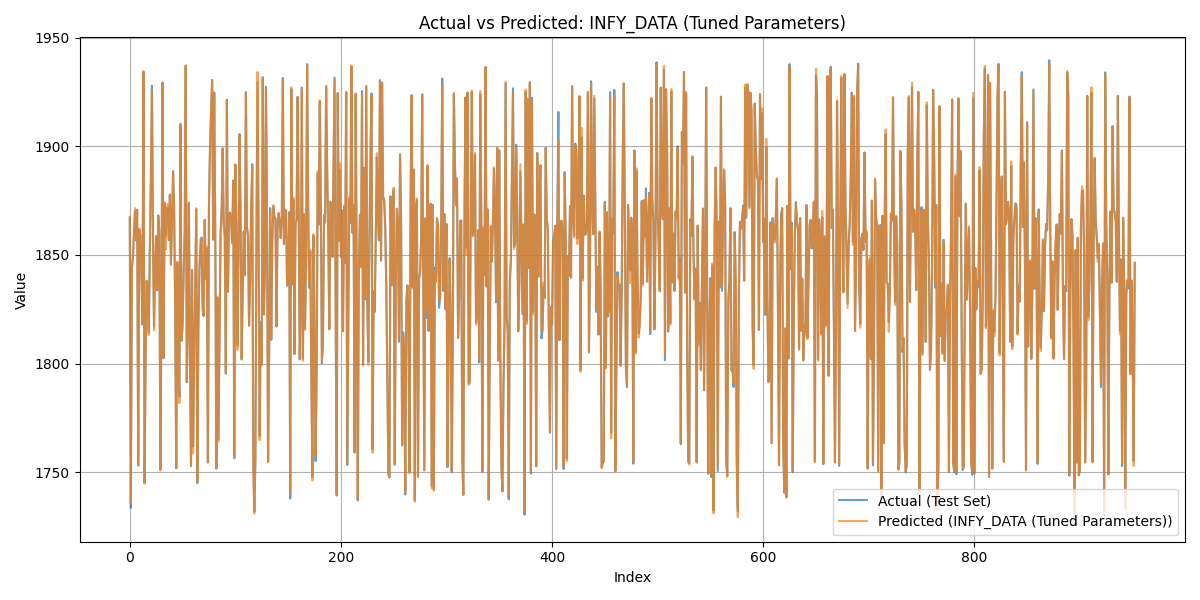 Actual vs Predicted: INFY_DATA (Tuned Parameters)
1950
1900
1850
1800
1750
Value
0
200
400
600
800
Index
Actual (Test Set)
Predicted (INFY_DATA (Tuned Parameters))